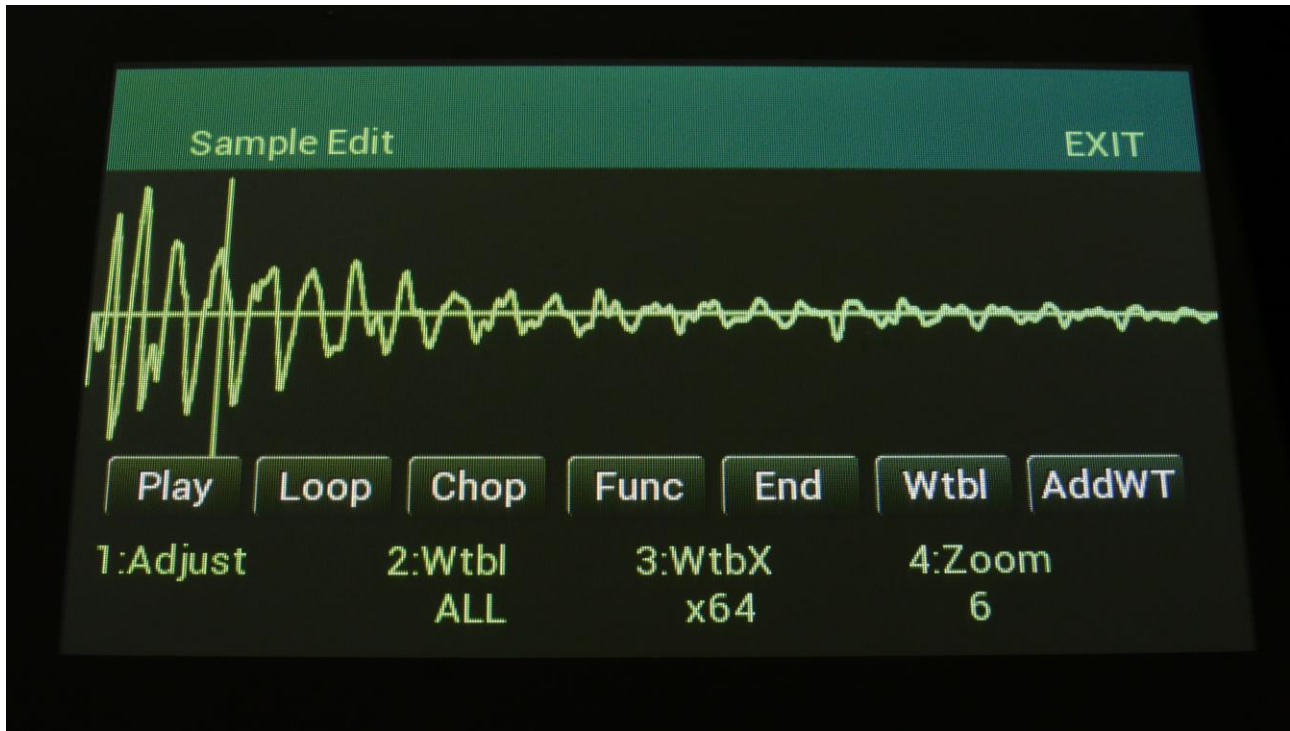 Sample Edit EXIT
Play Loop Chop Func End Wtbl AddWT
1:Adjust 2:Wtbl 3:WtbX 4:Zoom
ALL x64 6